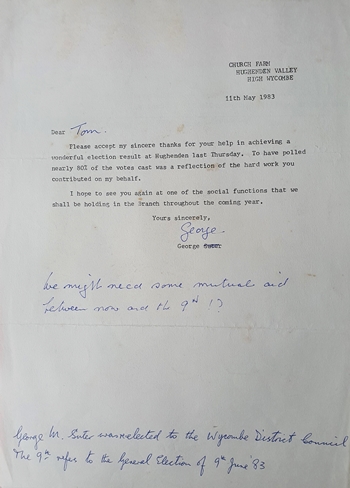 CHURCH FARM
HUGHENDEN VALLEY
HIGH WYCOMBE
11th May 1983
Dear Tom.
Please accept my sincere thanks for your help in achieving a
wonderful election result at Hughenden last Thursday. To have polled
nearly 80% of the votes cast was a reflection of the hard work you
contributed on my behalf.
I hope to see you again at one of the social functions that we
shall be holding in the Branch throughout the coming year.
Yours sincerely,
George.
George Suter
We might need some mutual aid
between now and the 9th !?
George M. Suter was re elected to the Wycombe District Council
The 9th refers to the General Election of 9th June '83